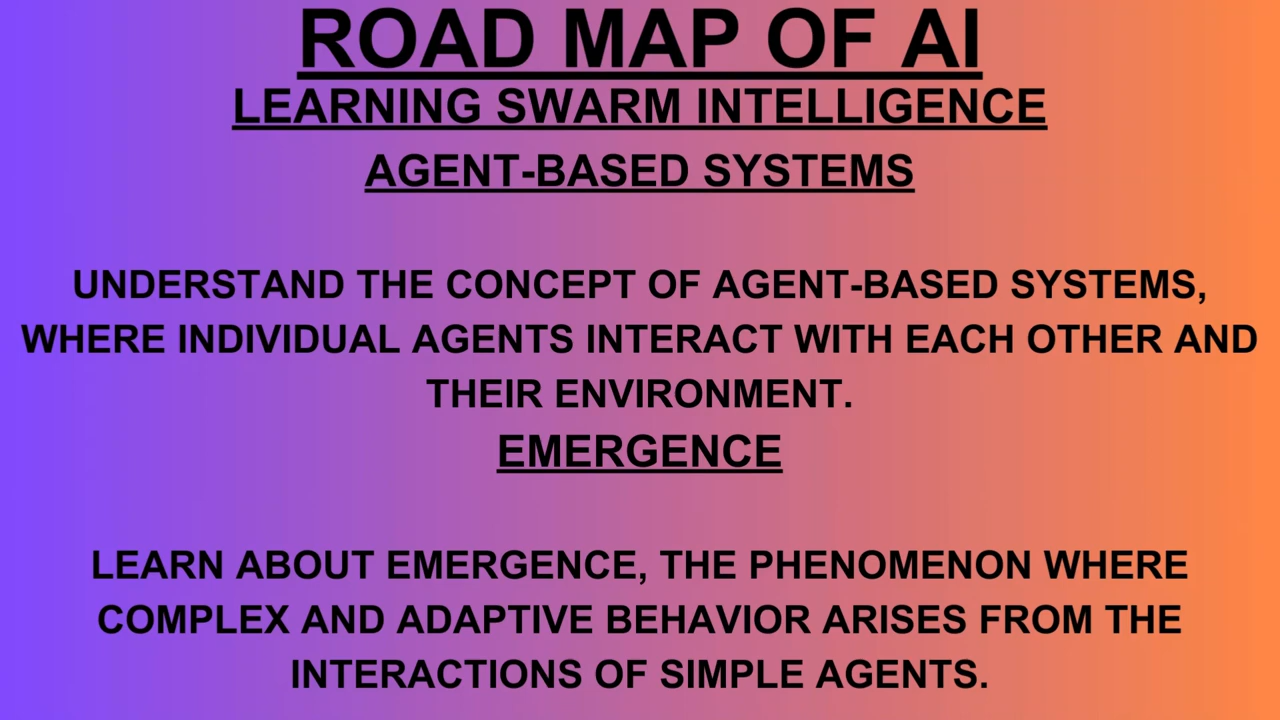 ROAD MAP OF AI
LEARNING SWARM INTELLIGENCE
AGENT-BASED SYSTEMS
UNDERSTAND THE CONCEPT OF AGENT-BASED SYSTEMS,
WHERE INDIVIDUAL AGENTS INTERACT WITH EACH OTHER AND
THEIR ENVIRONMENT.
EMERGENCE
LEARN ABOUT EMERGENCE, THE PHENOMENON WHERE
COMPLEX AND ADAPTIVE BEHAVIOR ARISES FROM THE
INTERACTIONS OF SIMPLE AGENTS.